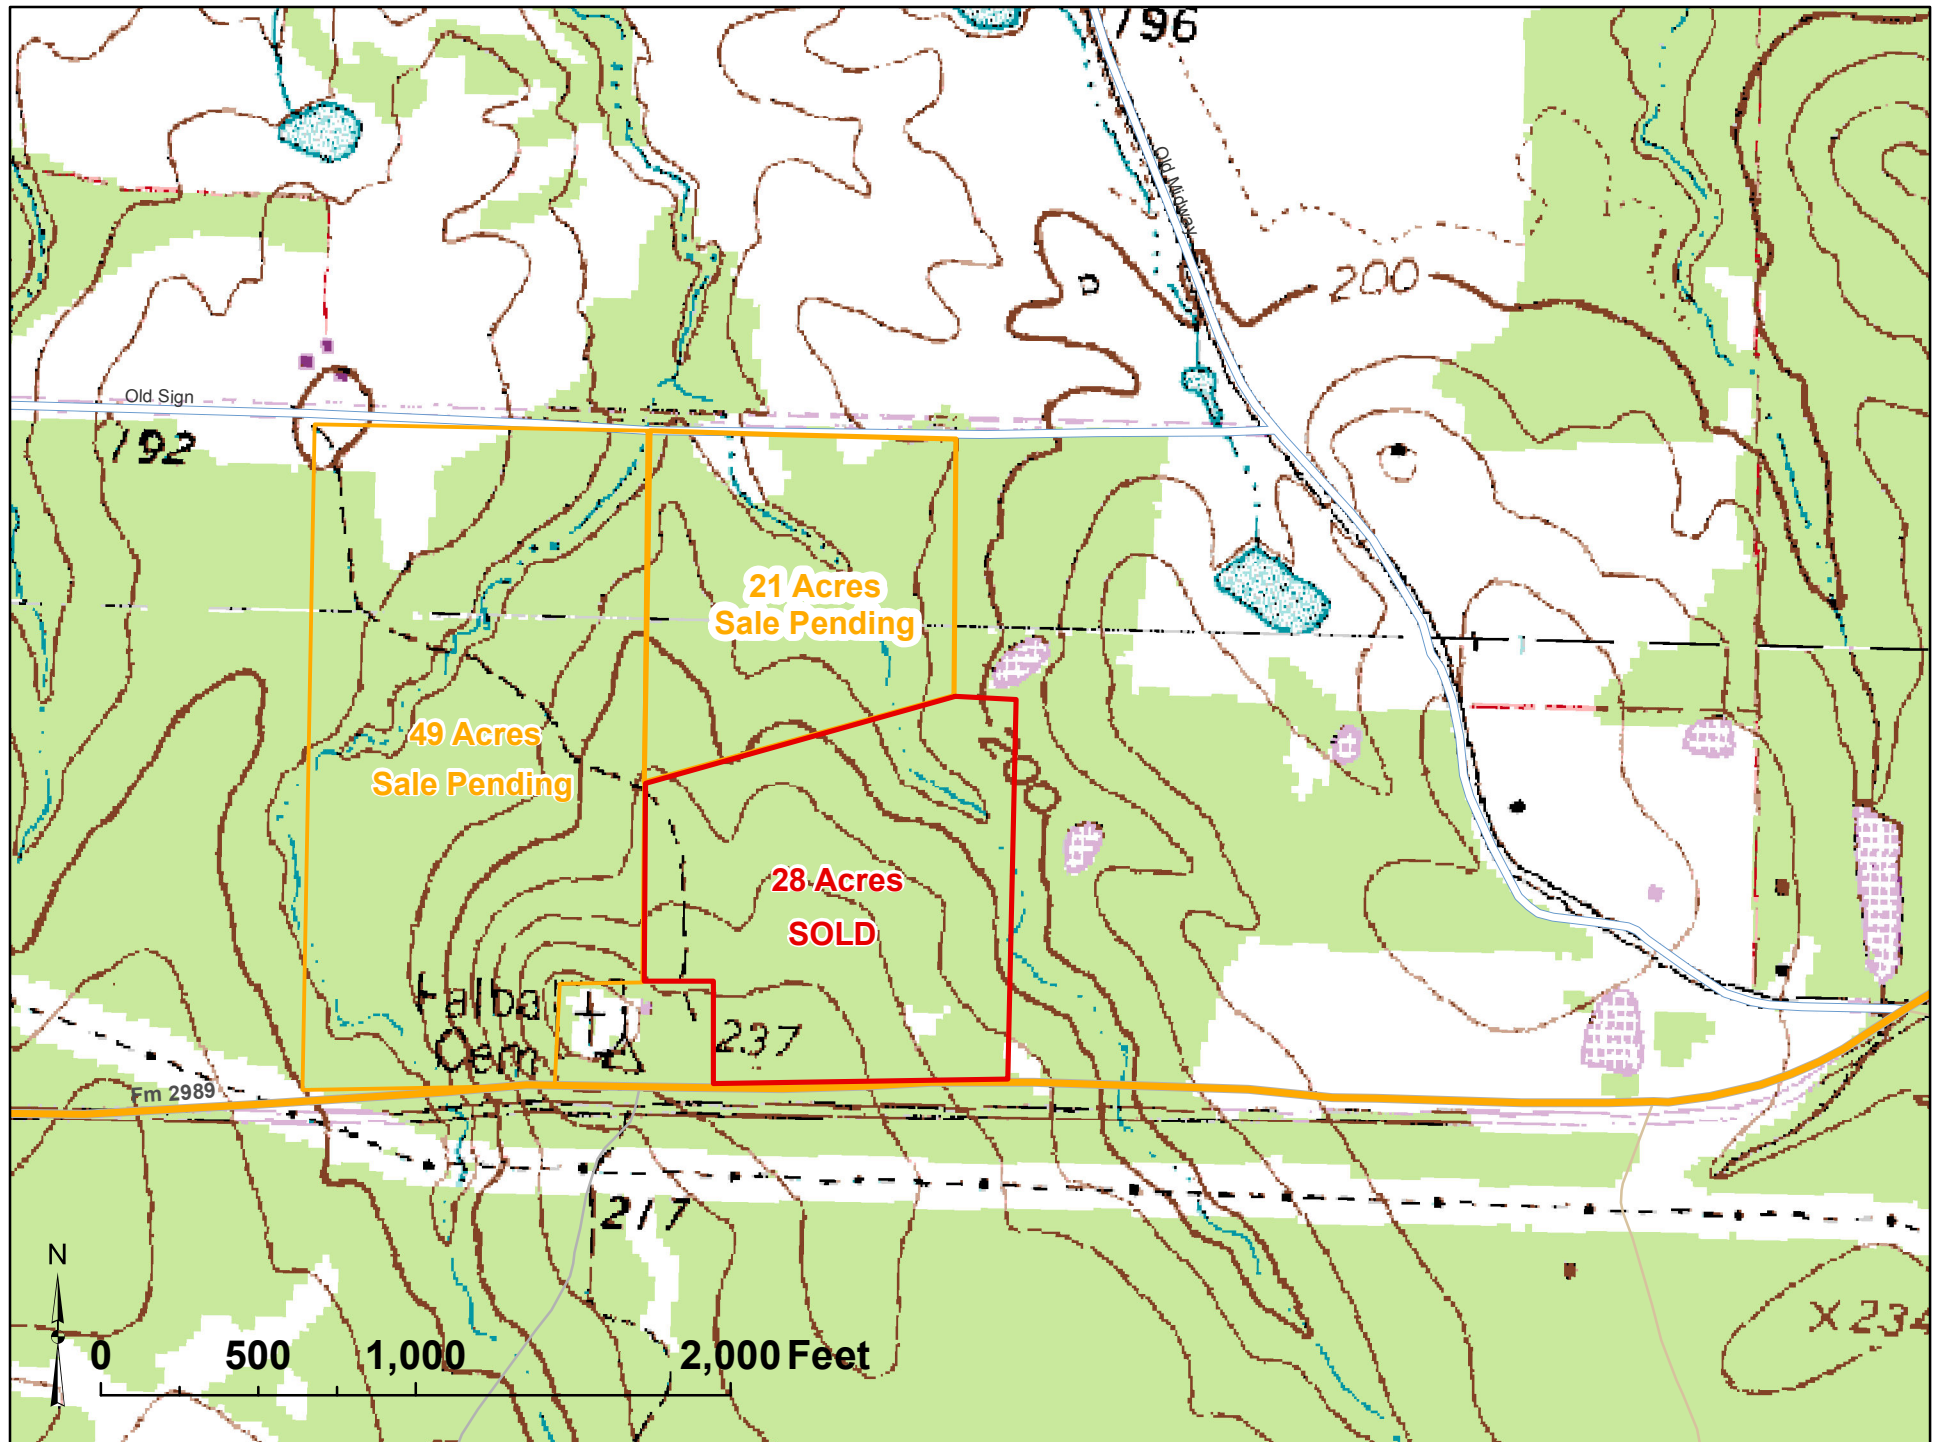 196
Old Midway
200
Old Sign
192
21 Acres
Sale Pending
49 Acres
Sale Pending
28 Acres
SOLD
Falba
Cem
237
Fm 2989
217
N
X 234
0 500 1,000 2,000 Feet